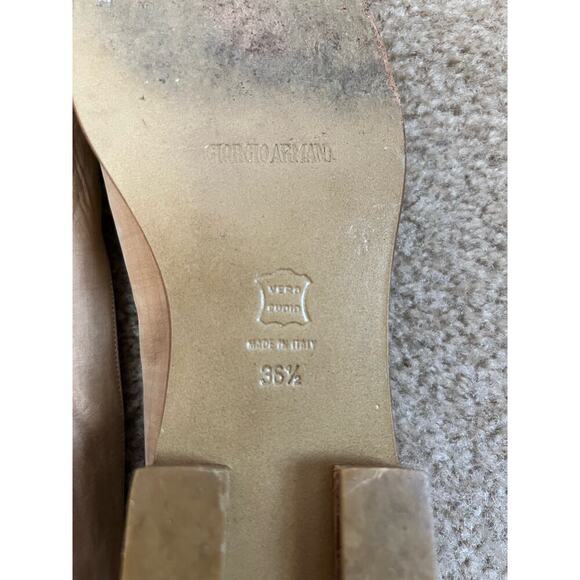 GIORGIO ARMANI
VERO
CUOIO
MADE IN ITALY
36½